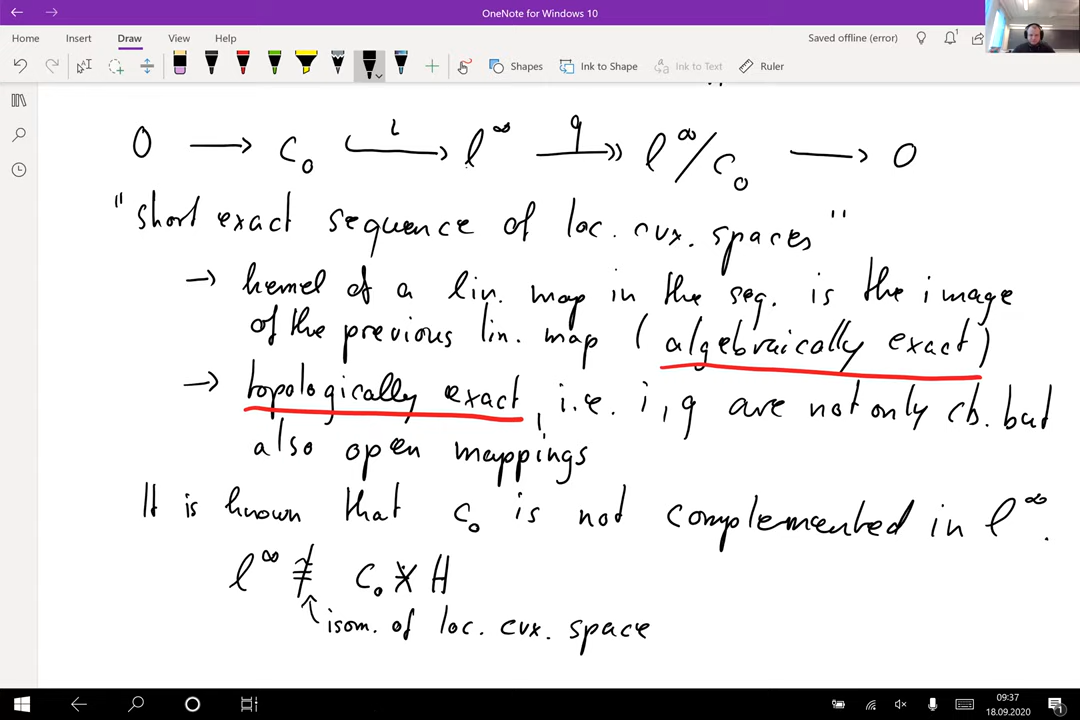 OneNote for Windows 10
Home Insert Draw View Help Saved offline (error)
Shapes Ink to Shape Ink to Text Ruler
0 → c₀ ↪ l^∞ ↠ l^∞/c₀ → 0
i q
"short exact sequence of loc. cvx. spaces"
→ kernel of a lin. map in the seq. is the image
of the previous lin. map (algebraically exact)
→ topologically exact, i.e. i, q are not only ct. but
also open mappings
It is known that c₀ is not complemented in l^∞.
l^∞ ≇ c₀ × H
↑ isom. of loc. cvx. space
09:37
18.09.2020